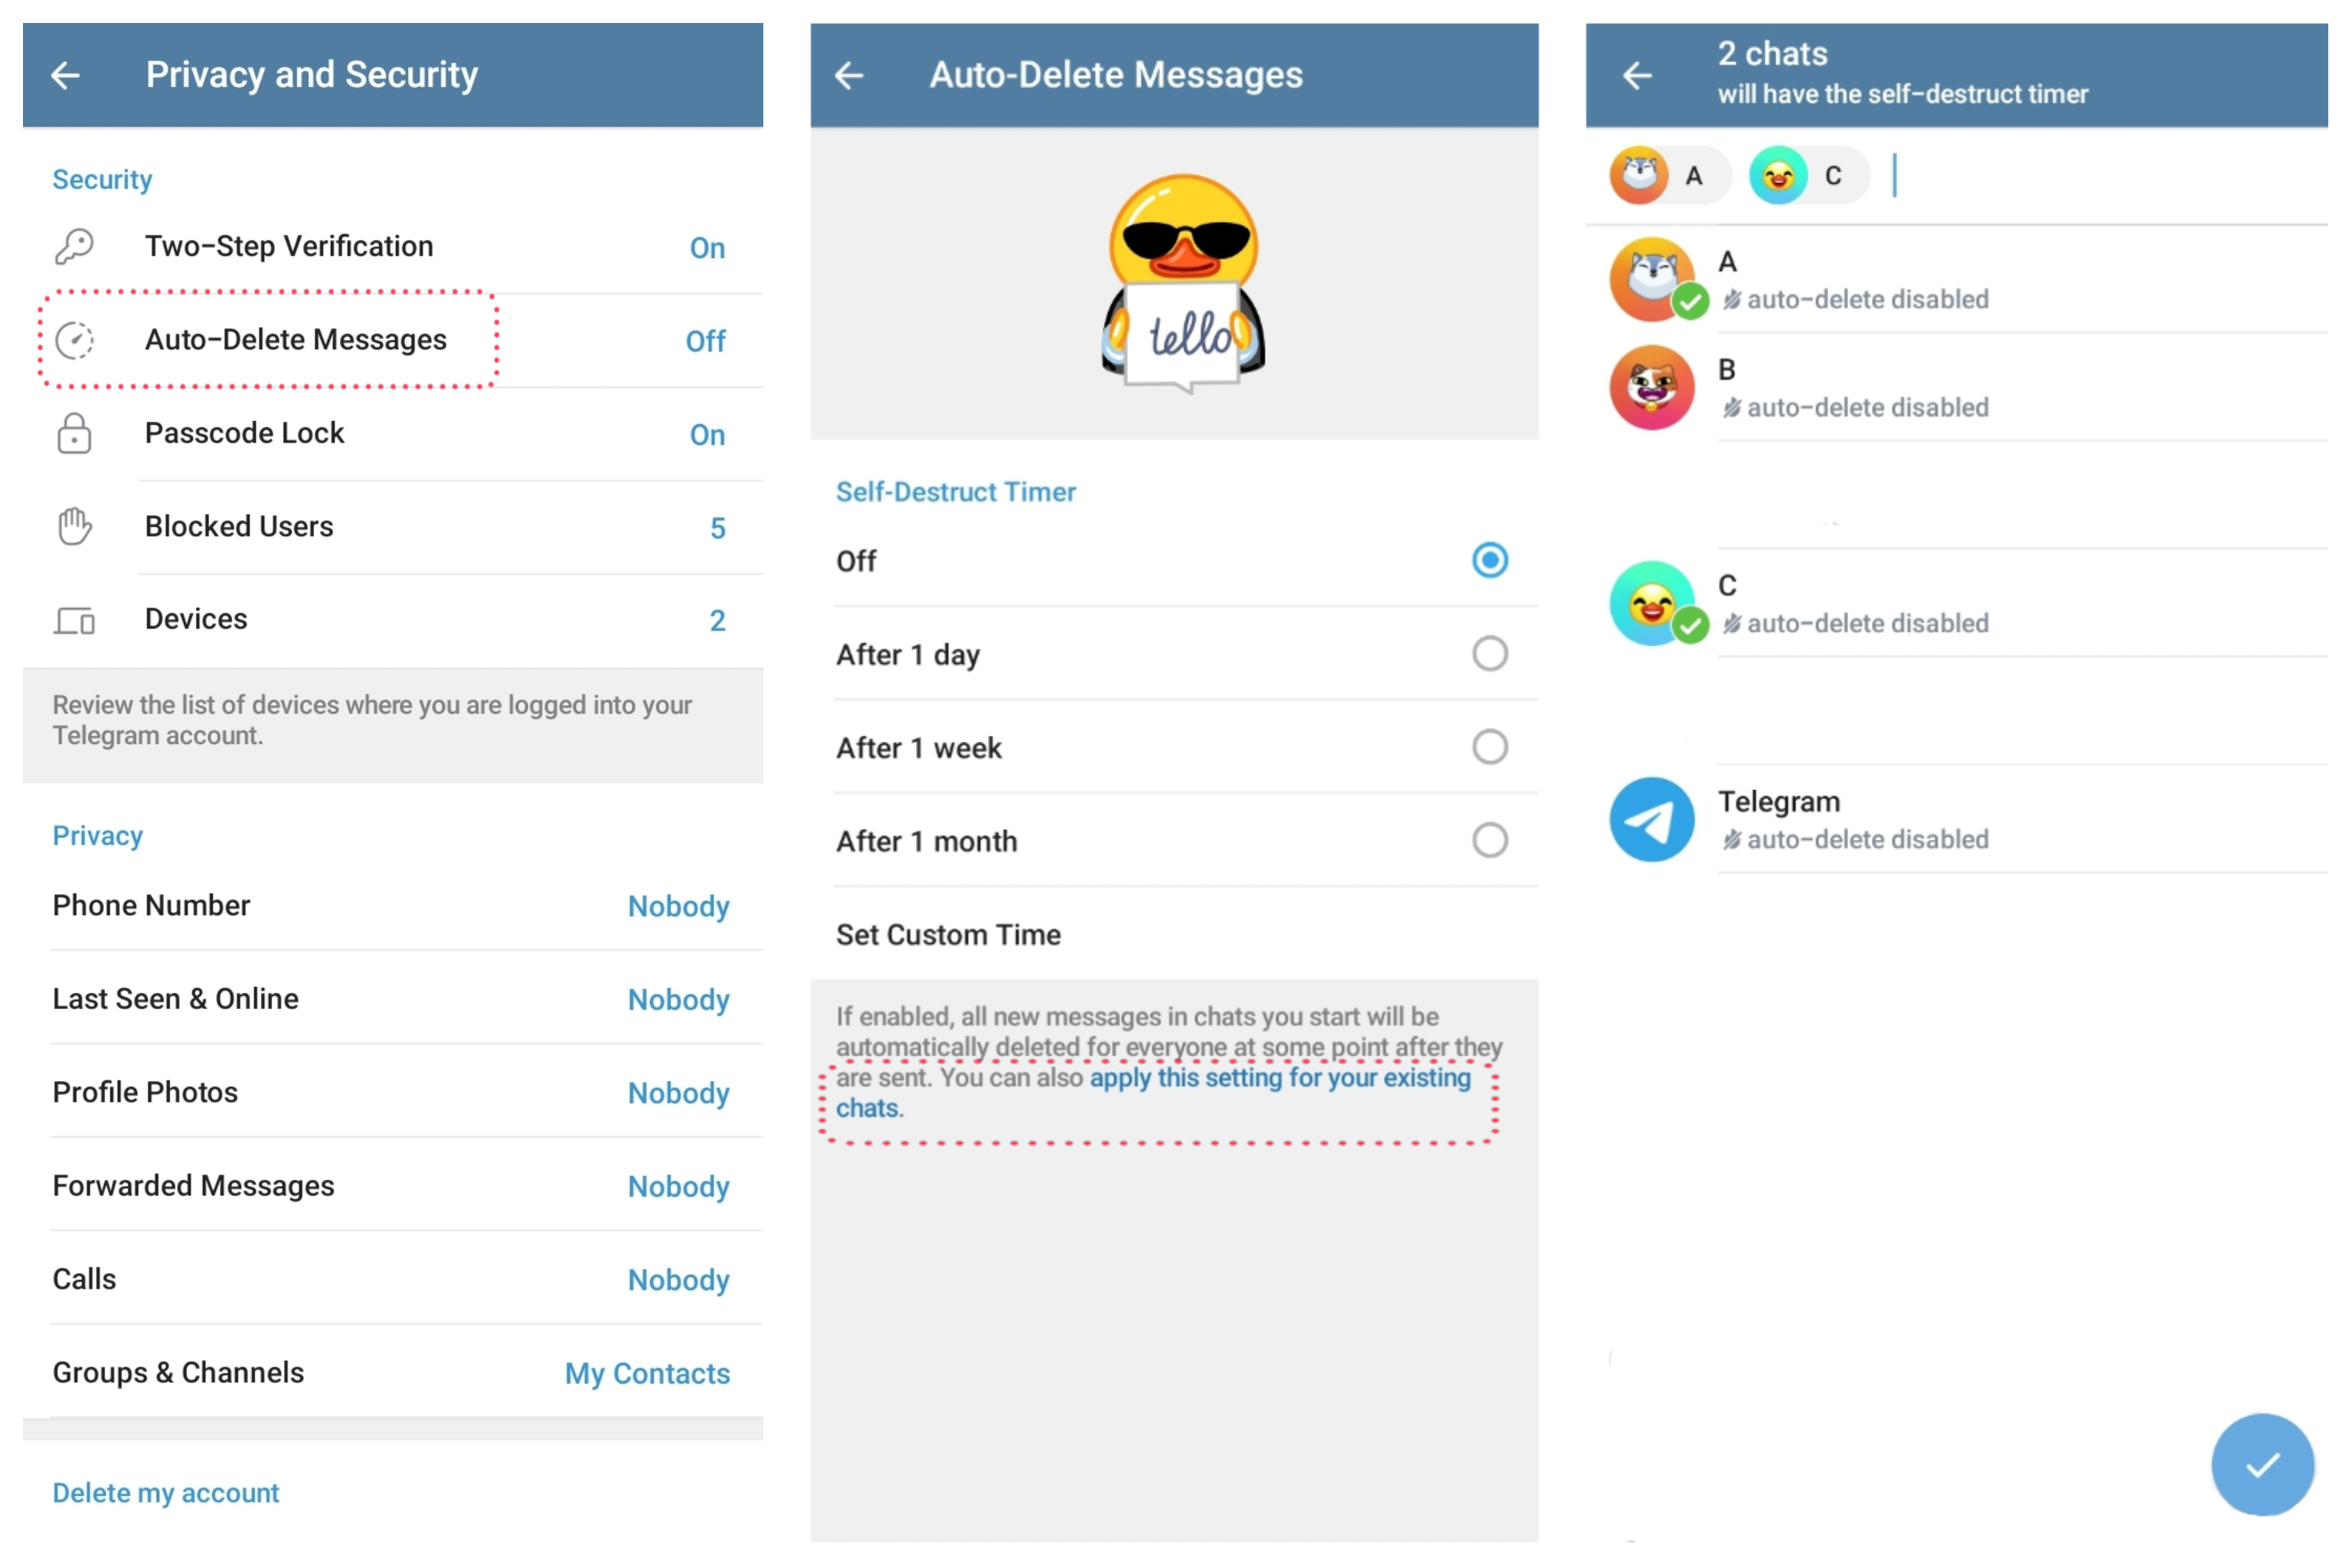 Privacy and Security
Security
Two-Step Verification
On
Auto-Delete Messages
Off
Passcode Lock
On
Blocked Users
5
Devices
2
Review the list of devices where you are logged into your
Telegram account.
Privacy
Phone Number
Nobody
Last Seen & Online
Nobody
Profile Photos
Nobody
Forwarded Messages
Nobody
Calls
Nobody
Groups & Channels
My Contacts
Delete my account
Auto-Delete Messages
tello
Self-Destruct Timer
Off
After 1 day
After 1 week
After 1 month
Set Custom Time
If enabled, all new messages in chats you start will be
automatically deleted for everyone at some point after they
are sent. You can also apply this setting for your existing
chats.
2 chats
will have the self-destruct timer
A
C
A
auto-delete disabled
B
auto-delete disabled
C
auto-delete disabled
Telegram
auto-delete disabled